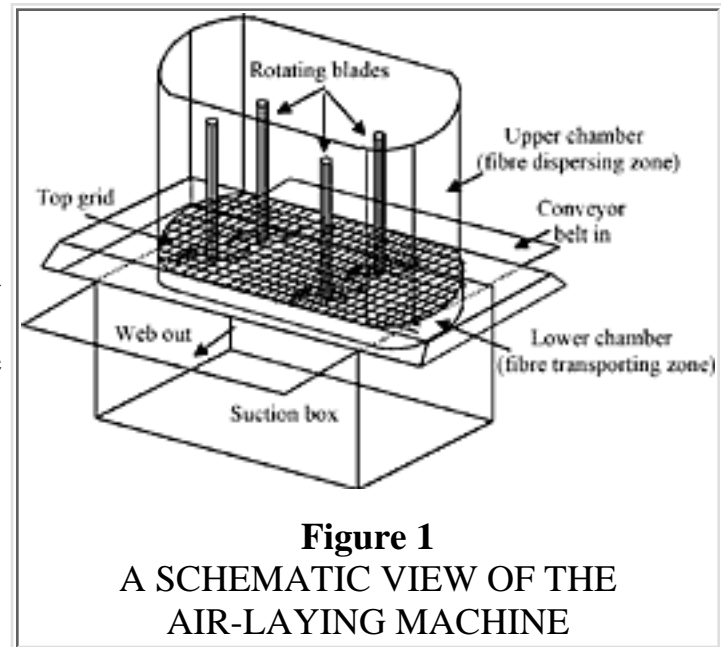 Rotating blades
Upper chamber
(fibre dispersing zone)
Top grid
Conveyor
belt in
Web out
Lower chamber
(fibre transporting zone)
Suction box
Figure 1
A SCHEMATIC VIEW OF THE
AIR-LAYING MACHINE